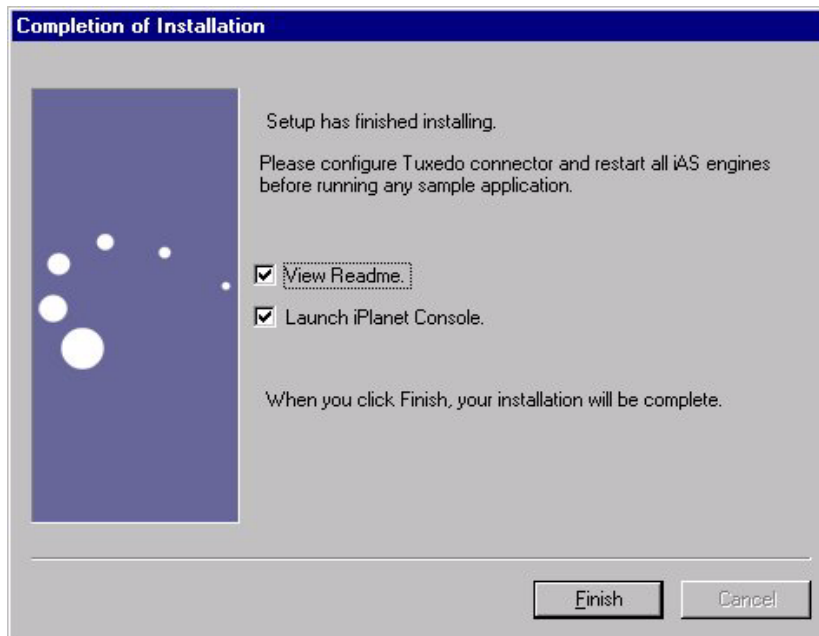 Completion of Installation
Setup has finished installing.
Please configure Tuxedo connector and restart all iAS engines
before running any sample application.
View Readme.
Launch iPlanet Console.
When you click Finish, your installation will be complete.
Finish
Cancel